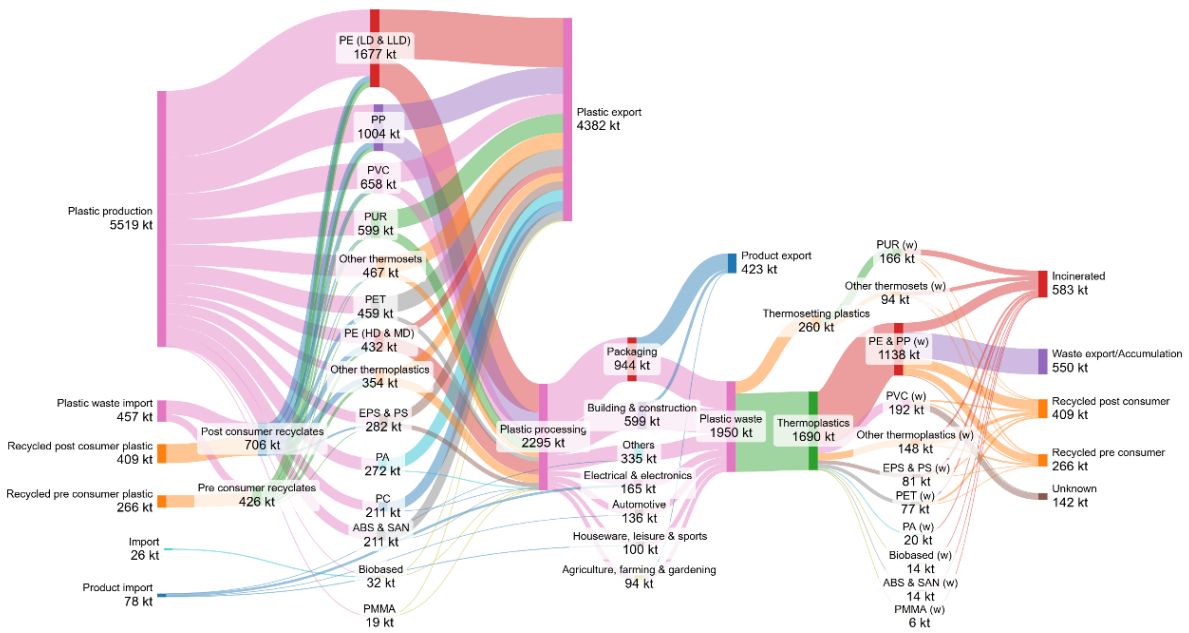 Plastic production
5519 kt
Plastic waste import
457 kt
Recycled post cosumer plastic
409 kt
Recycled pre consumer plastic
266 kt
Import
26 kt
Product import
78 kt
Post consumer recyclates
706 kt
Pre consumer recyclates
426 kt
PE (LD & LLD)
1677 kt
PP
1004 kt
PVC
658 kt
PUR
599 kt
Other thermosets
467 kt
PET
459 kt
PE (HD & MD)
432 kt
Other thermoplastics
354 kt
EPS & PS
282 kt
PA
272 kt
PC
211 kt
ABS & SAN
211 kt
Biobased
32 kt
PMMA
19 kt
Plastic export
4382 kt
Plastic processing
2295 kt
Packaging
944 kt
Building & construction
599 kt
Others
335 kt
Electrical & electronics
165 kt
Automotive
136 kt
Houseware, leisure & sports
100 kt
Agriculture, farming & gardening
94 kt
Product export
423 kt
Plastic waste
1950 kt
Thermosetting plastics
260 kt
Thermoplastics
1690 kt
PUR (w)
166 kt
Other thermosets (w)
94 kt
PE & PP (w)
1138 kt
PVC (w)
192 kt
Other thermoplastics (w)
148 kt
EPS & PS (w)
81 kt
PET (w)
77 kt
PA (w)
20 kt
Biobased (w)
14 kt
ABS & SAN (w)
14 kt
PMMA (w)
6 kt
Incinerated
583 kt
Waste export/Accumulation
550 kt
Recycled post consumer
409 kt
Recycled pre consumer
266 kt
Unknown
142 kt